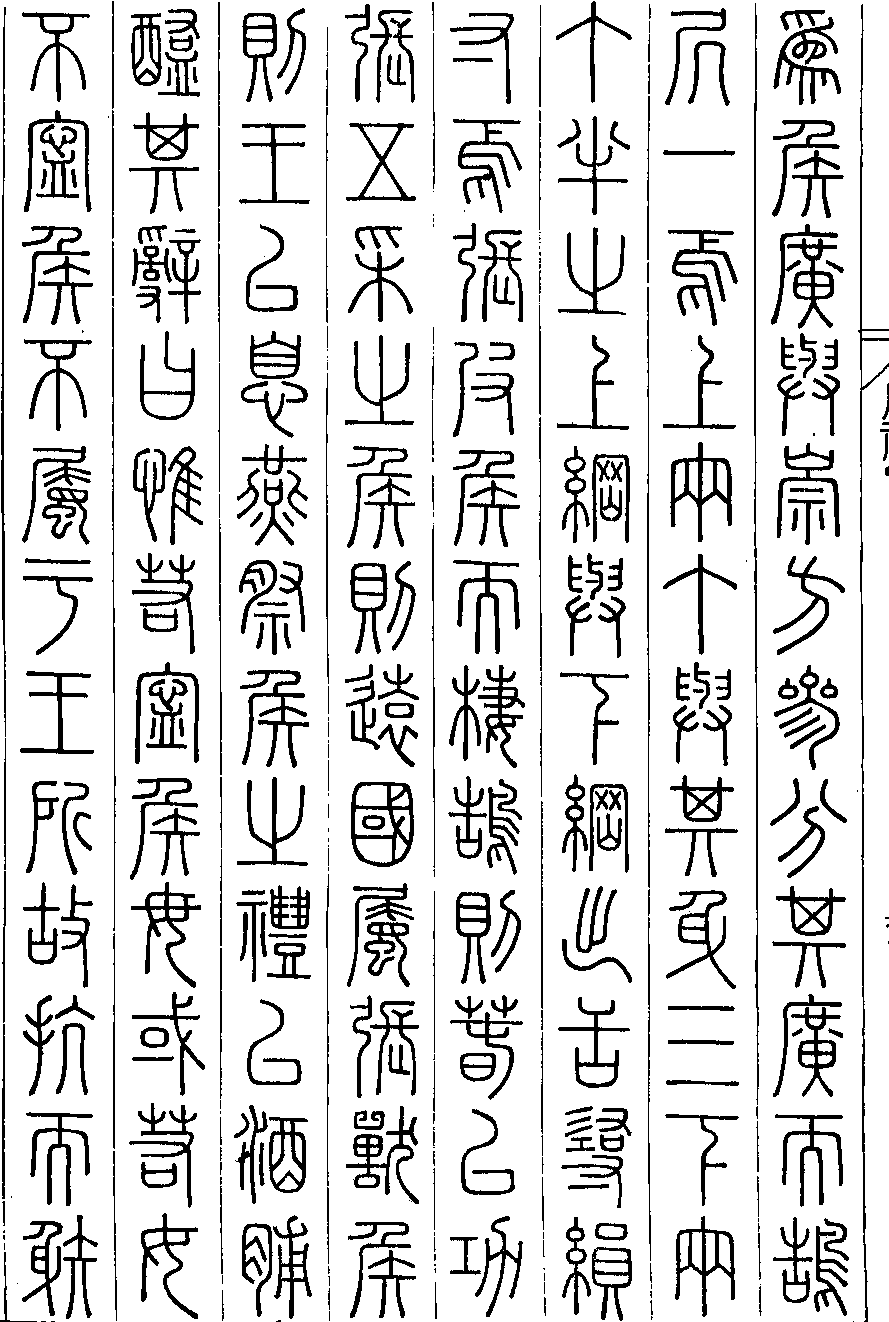 為侯廣與崇方參分其廣而鵠
凥一焉上兩个與其身三下兩
个半之上綱與下綱出舌尋縜
寸焉張皮侯而棲鵠則春以功
張五采之侯則遠國屬張獸侯
則王以息燕祭侯之禮以酒脯
醢其辭曰惟若寧侯毋或若女
不寧侯不屬于王所故抗而射